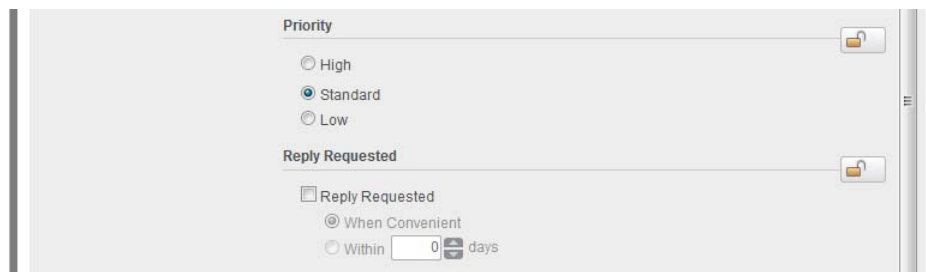 Priority
High
Standard
Low
Reply Requested
Reply Requested
When Convenient
Within 0 days